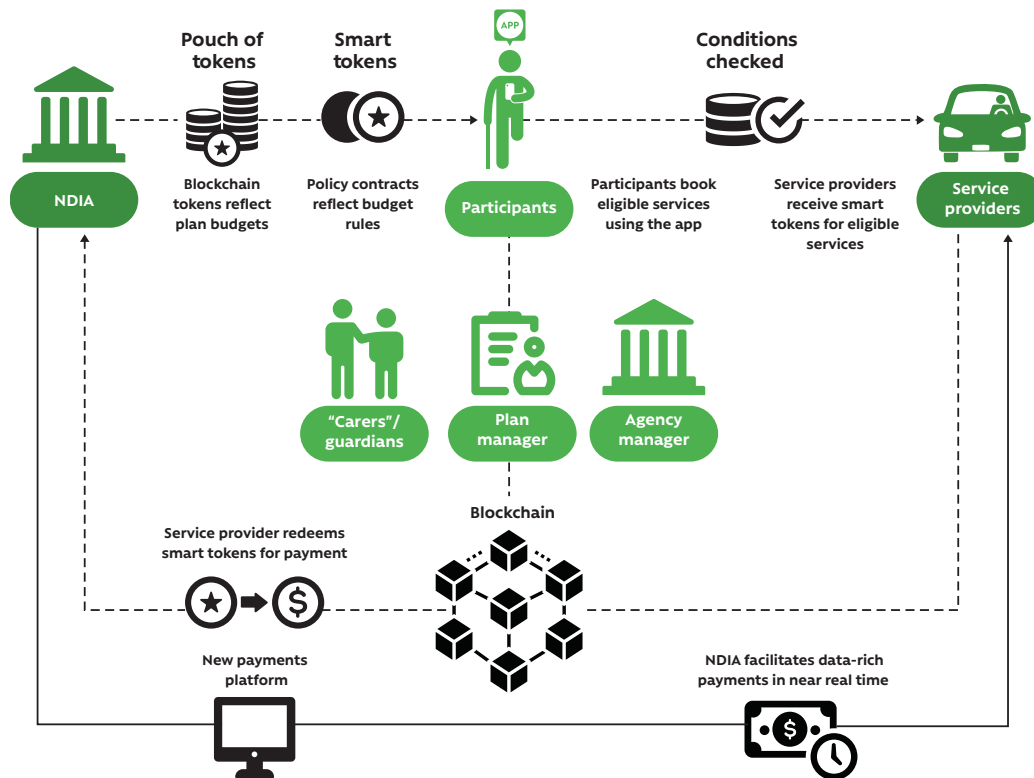 APP
Pouch of
tokens
Smart
tokens
Conditions
checked
NDIA
Blockchain
tokens reflect
plan budgets
Policy contracts
reflect budget
rules
Participants
Participants book
eligible services
using the app
Service providers
receive smart
tokens for eligible
services
Service
providers
“Carers”/
guardians
Plan
manager
Agency
manager
Blockchain
Service provider redeems
smart tokens for payment
$
New payments
platform
NDIA facilitates data-rich
payments in near real time
$